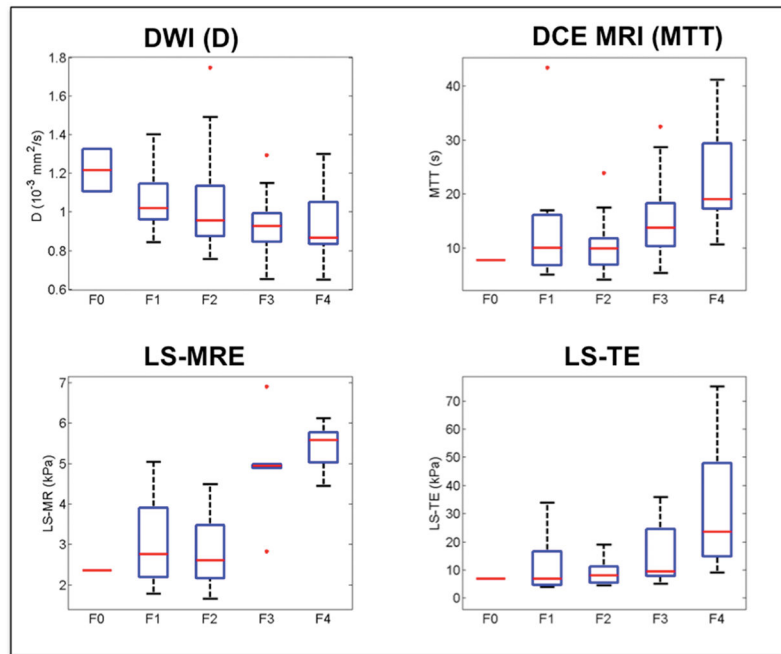 DWI (D)
1.8
1.6
1.4
1.2
1
0.8
0.6
D (10⁻³ mm²/s)
F0 F1 F2 F3 F4
DCE MRI (MTT)
40
30
20
10
MTT (s)
F0 F1 F2 F3 F4
LS-MRE
7
6
5
4
3
2
LS-MR (kPa)
F0 F1 F2 F3 F4
LS-TE
70
60
50
40
30
20
10
0
LS-TE (kPa)
F0 F1 F2 F3 F4